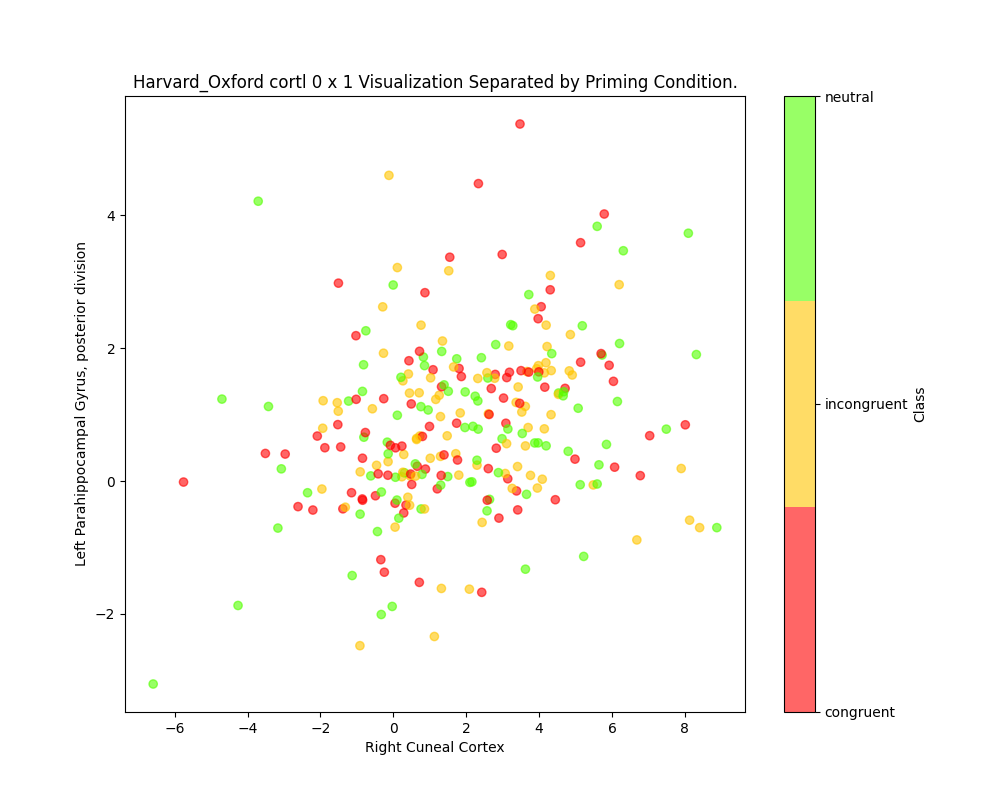 Harvard_Oxford cortl 0 x 1 Visualization Separated by Priming Condition.
Left Parahippocampal Gyrus, posterior division
4
2
0
−2
−6
−4
−2
0
2
4
6
8
Right Cuneal Cortex
neutral
incongruent
congruent
Class